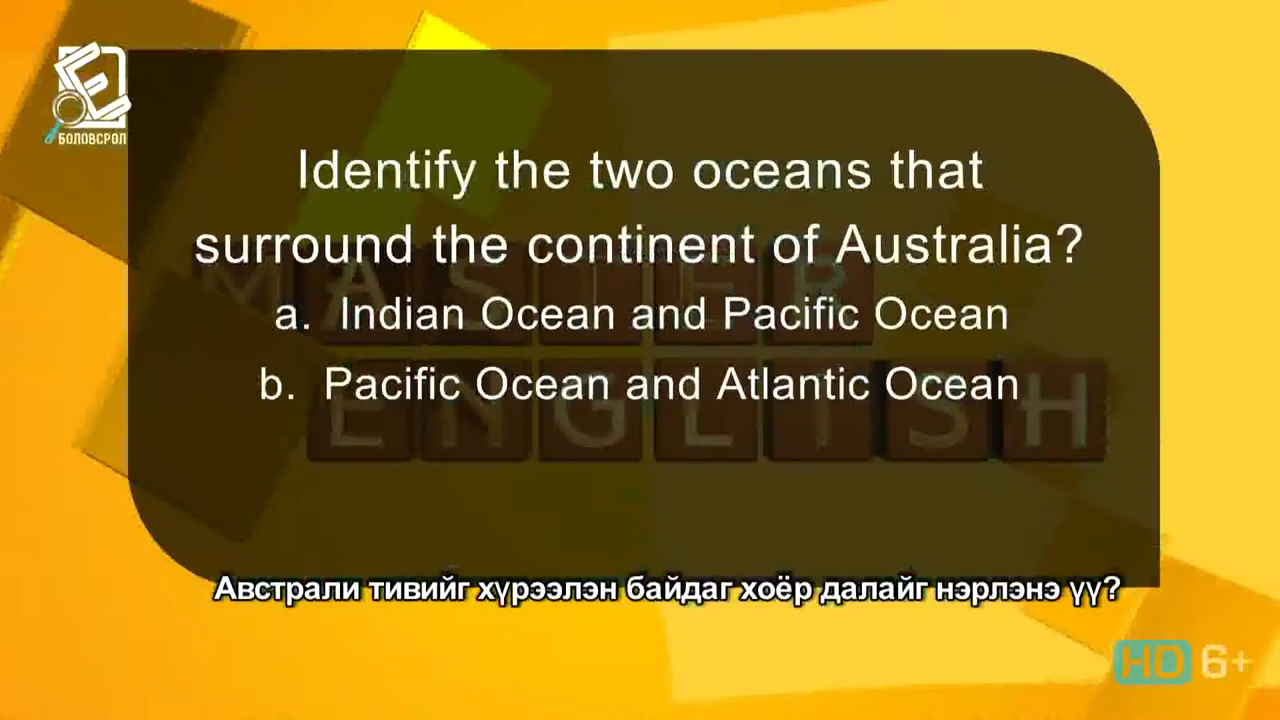 БОЛОВСРОЛ
Identify the two oceans that
surround the continent of Australia?
a. Indian Ocean and Pacific Ocean
b. Pacific Ocean and Atlantic Ocean
MASTER
ENGLISH
Австрали тивийг хүрээлэн байдаг хоёр далайг нэрлэнэ үү?
HD 6+